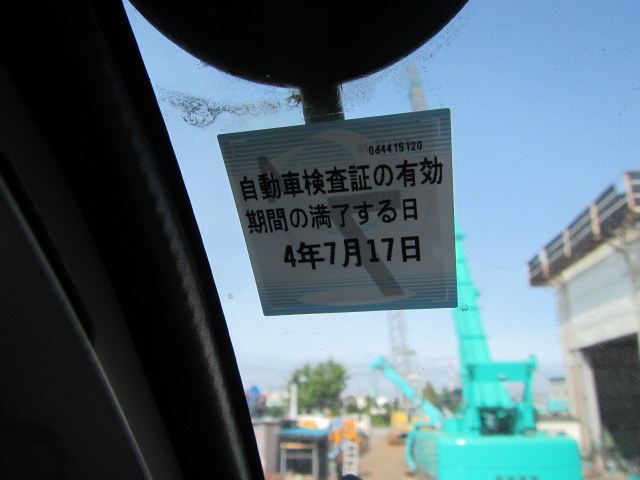 0d4415120
自動車検査証の有効
期間の満了する日
4年7月17日